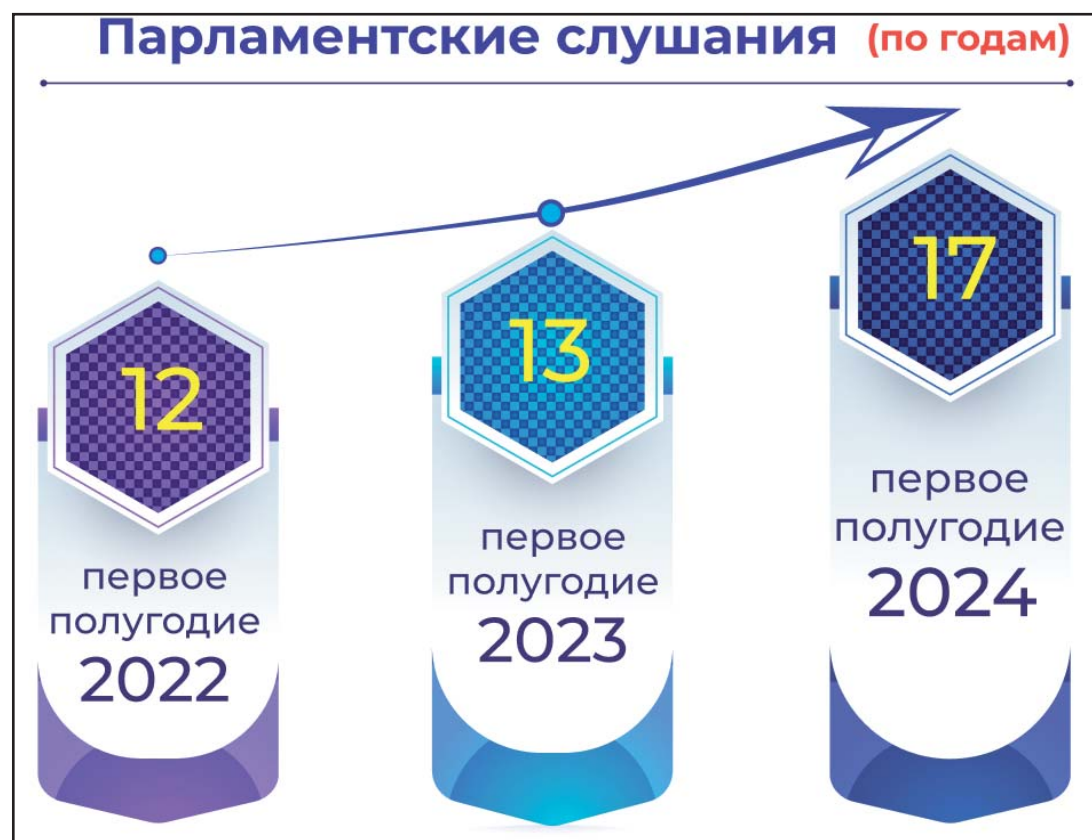 Парламентские слушания (по годам)
12
первое
полугодие
2022
13
первое
полугодие
2023
17
первое
полугодие
2024